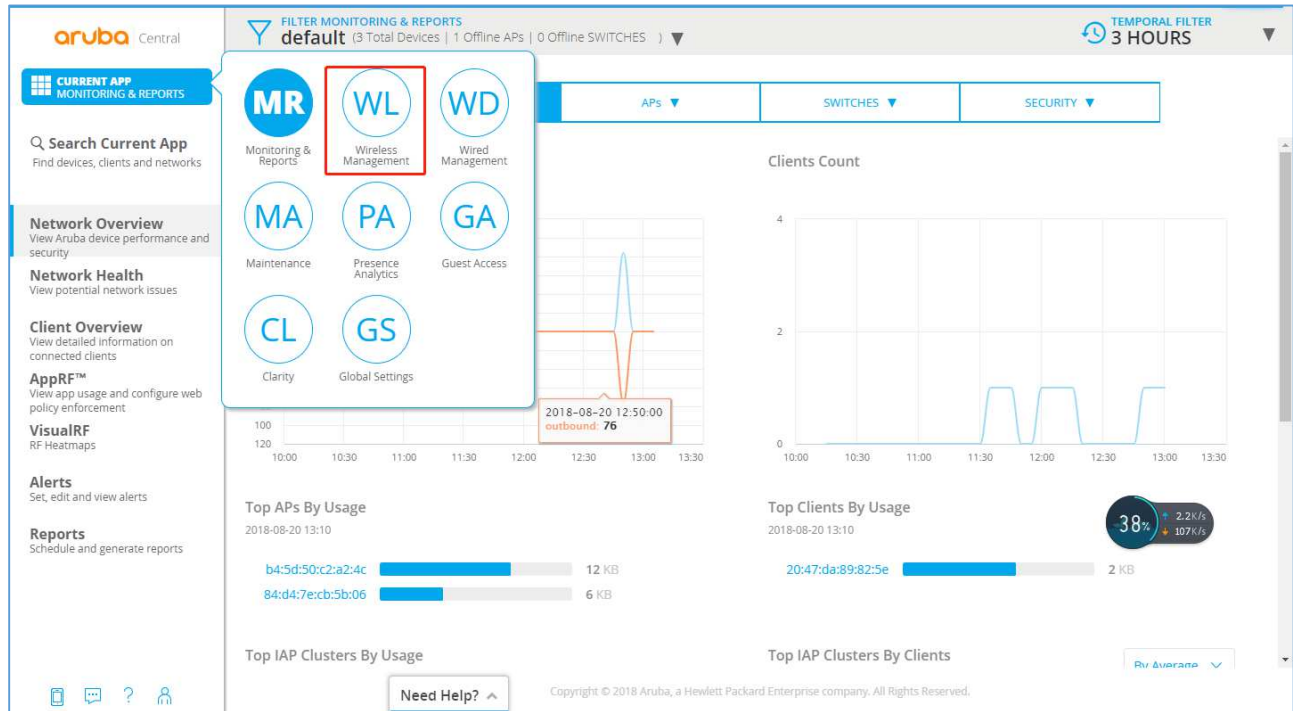 aruba Central
FILTER MONITORING & REPORTS
default (3 Total Devices | 1 Offline APs | 0 Offline SWITCHES ) ▼
TEMPORAL FILTER
3 HOURS ▼
CURRENT APP
MONITORING & REPORTS
Search Current App
Find devices, clients and networks
Network Overview
View Aruba device performance and
security
Network Health
View potential network issues
Client Overview
View detailed information on
connected clients
AppRF™
View app usage and configure web
policy enforcement
VisualRF
RF Heatmaps
Alerts
Set, edit and view alerts
Reports
Schedule and generate reports
MR WL WD
Monitoring & Reports
Wireless Management
Wired Management
MA PA GA
Maintenance
Presence Analytics
Guest Access
CL GS
Clarity
Global Settings
APs ▼ SWITCHES ▼ SECURITY ▼
100
120
10:00 10:30 11:00 11:30 12:00 12:30 13:00 13:30
2018-08-20 12:50:00
outbound: 76
Clients Count
4
2
0
10:00 10:30 11:00 11:30 12:00 12:30 13:00 13:30
Top APs By Usage
2018-08-20 13:10
b4:5d:50:c2:a2:4c 12 KB
84:d4:7e:cb:5b:06 6 KB
Top Clients By Usage
2018-08-20 13:10
20:47:da:89:82:5e 2 KB
38%
2.2K/s
107K/s
Top IAP Clusters By Usage
Top IAP Clusters By Clients
By Average
Need Help?
Copyright © 2018 Aruba, a Hewlett Packard Enterprise company. All Rights Reserved.